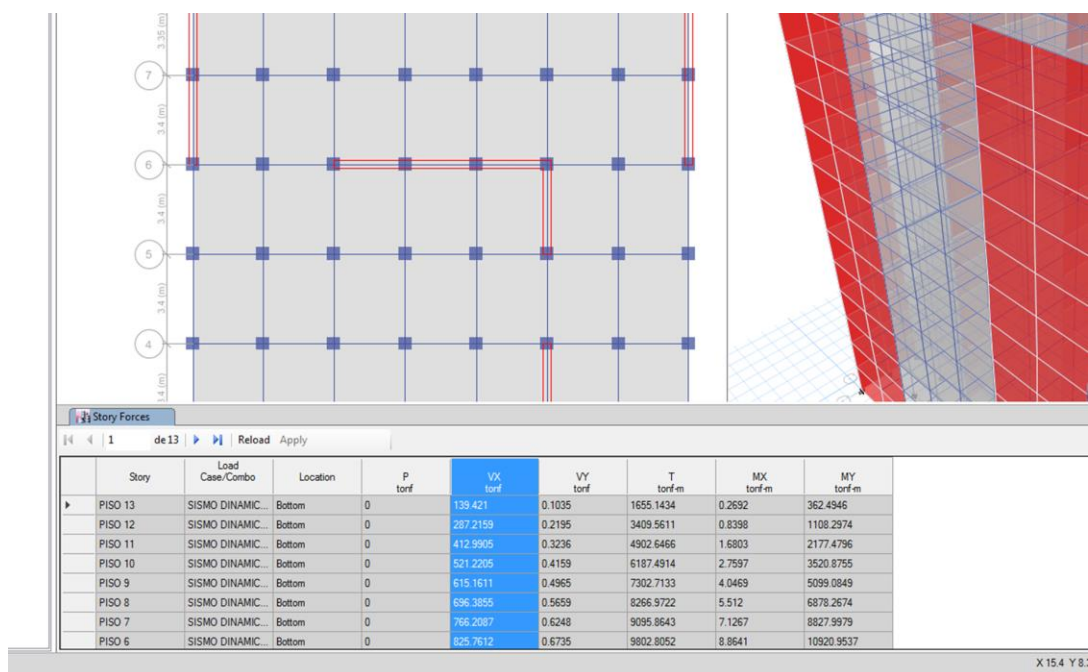 3.35 (m)
7
3.4 (m)
6
3.4 (m)
5
3.4 (m)
4
3.4 (m)
Story Forces
1 de 13 Reload Apply
Story Load Case/Combo Location P tonf VX tonf VY tonf T tonf-m MX tonf-m MY tonf-m
PISO 13 SISMO DINAMIC... Bottom 0 139.421 0.1035 1655.1434 0.2692 362.4946
PISO 12 SISMO DINAMIC... Bottom 0 287.2159 0.2195 3409.5611 0.8398 1108.2974
PISO 11 SISMO DINAMIC... Bottom 0 412.9905 0.3236 4902.6466 1.6803 2177.4796
PISO 10 SISMO DINAMIC... Bottom 0 521.2205 0.4159 6187.4914 2.7597 3520.8755
PISO 9 SISMO DINAMIC... Bottom 0 615.1611 0.4965 7302.7133 4.0469 5099.0849
PISO 8 SISMO DINAMIC... Bottom 0 696.3855 0.5659 8266.9722 5.512 6878.2674
PISO 7 SISMO DINAMIC... Bottom 0 766.2087 0.6248 9095.8643 7.1267 8827.9979
PISO 6 SISMO DINAMIC... Bottom 0 825.7612 0.6735 9802.8052 8.8641 10920.9537
X 15.4 Y 8.